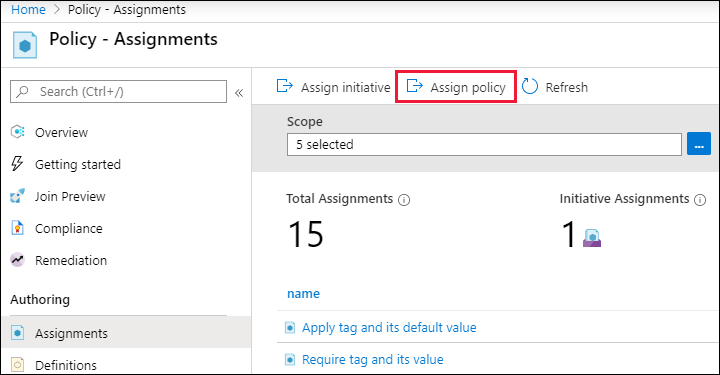 Home > Policy - Assignments
Policy - Assignments
Search (Ctrl+/)
«
Assign initiative
Assign policy
Refresh
Overview
Getting started
Join Preview
Compliance
Remediation
Authoring
Assignments
Definitions
Scope
5 selected
...
Total Assignments
Initiative Assignments
15
1
name
Apply tag and its default value
Require tag and its value